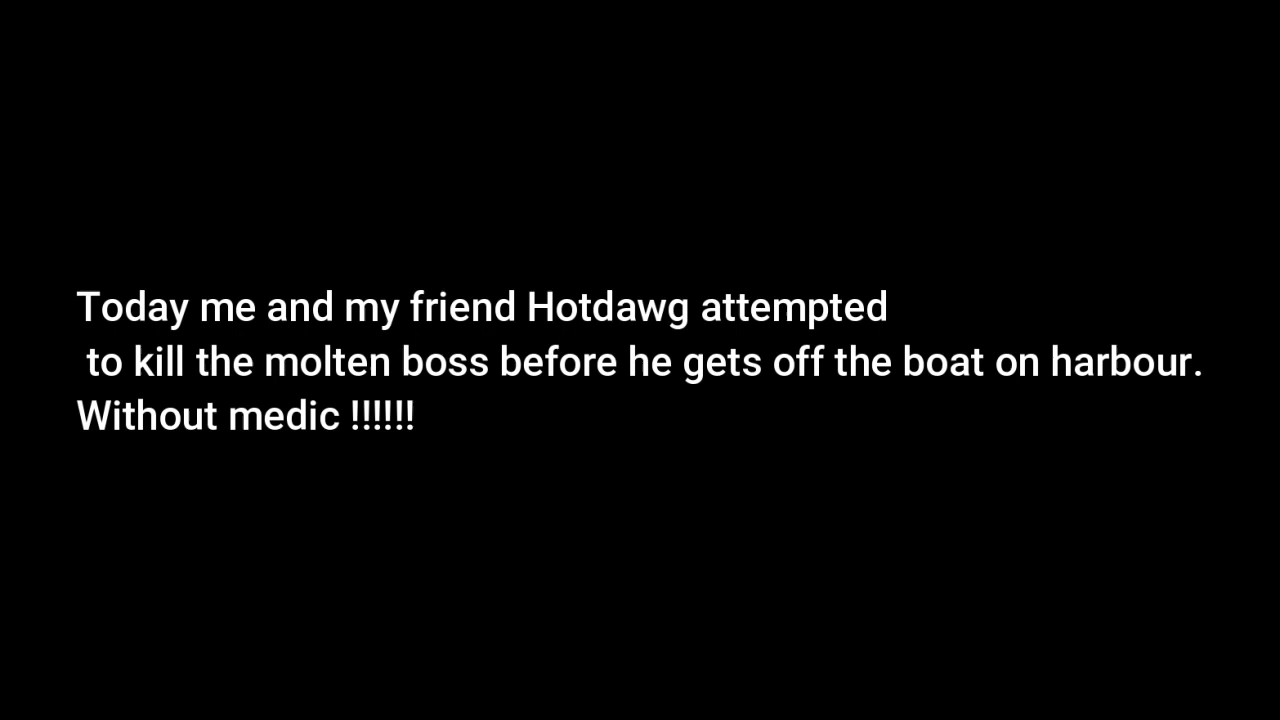 Today me and my friend Hotdawg attempted
to kill the molten boss before he gets off the boat on harbour.
Without medic !!!!!!